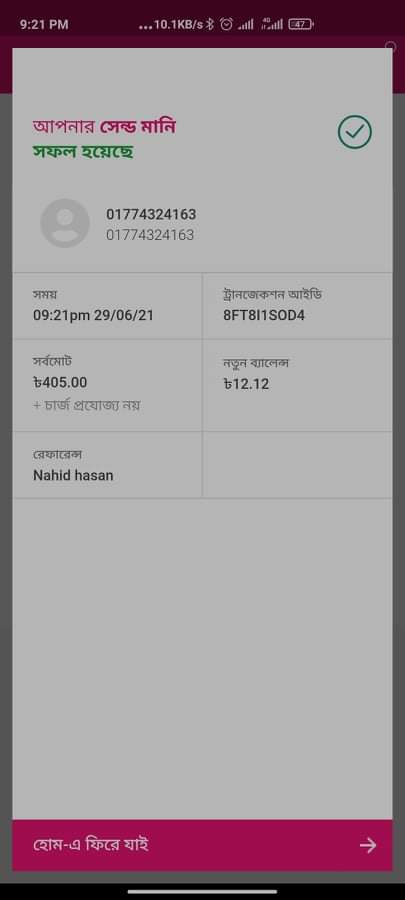 9:21 PM
...10.1KB/s
4G
47
আপনার সেন্ড মানি
সফল হয়েছে
01774324163
01774324163
সময়
09:21pm 29/06/21
ট্রানজেকশন আইডি
8FT8I1SOD4
সর্বমোট
৳405.00
+ চার্জ প্রযোজ্য নয়
নতুন ব্যালেন্স
৳12.12
রেফারেন্স
Nahid hasan
হোম-এ ফিরে যাই